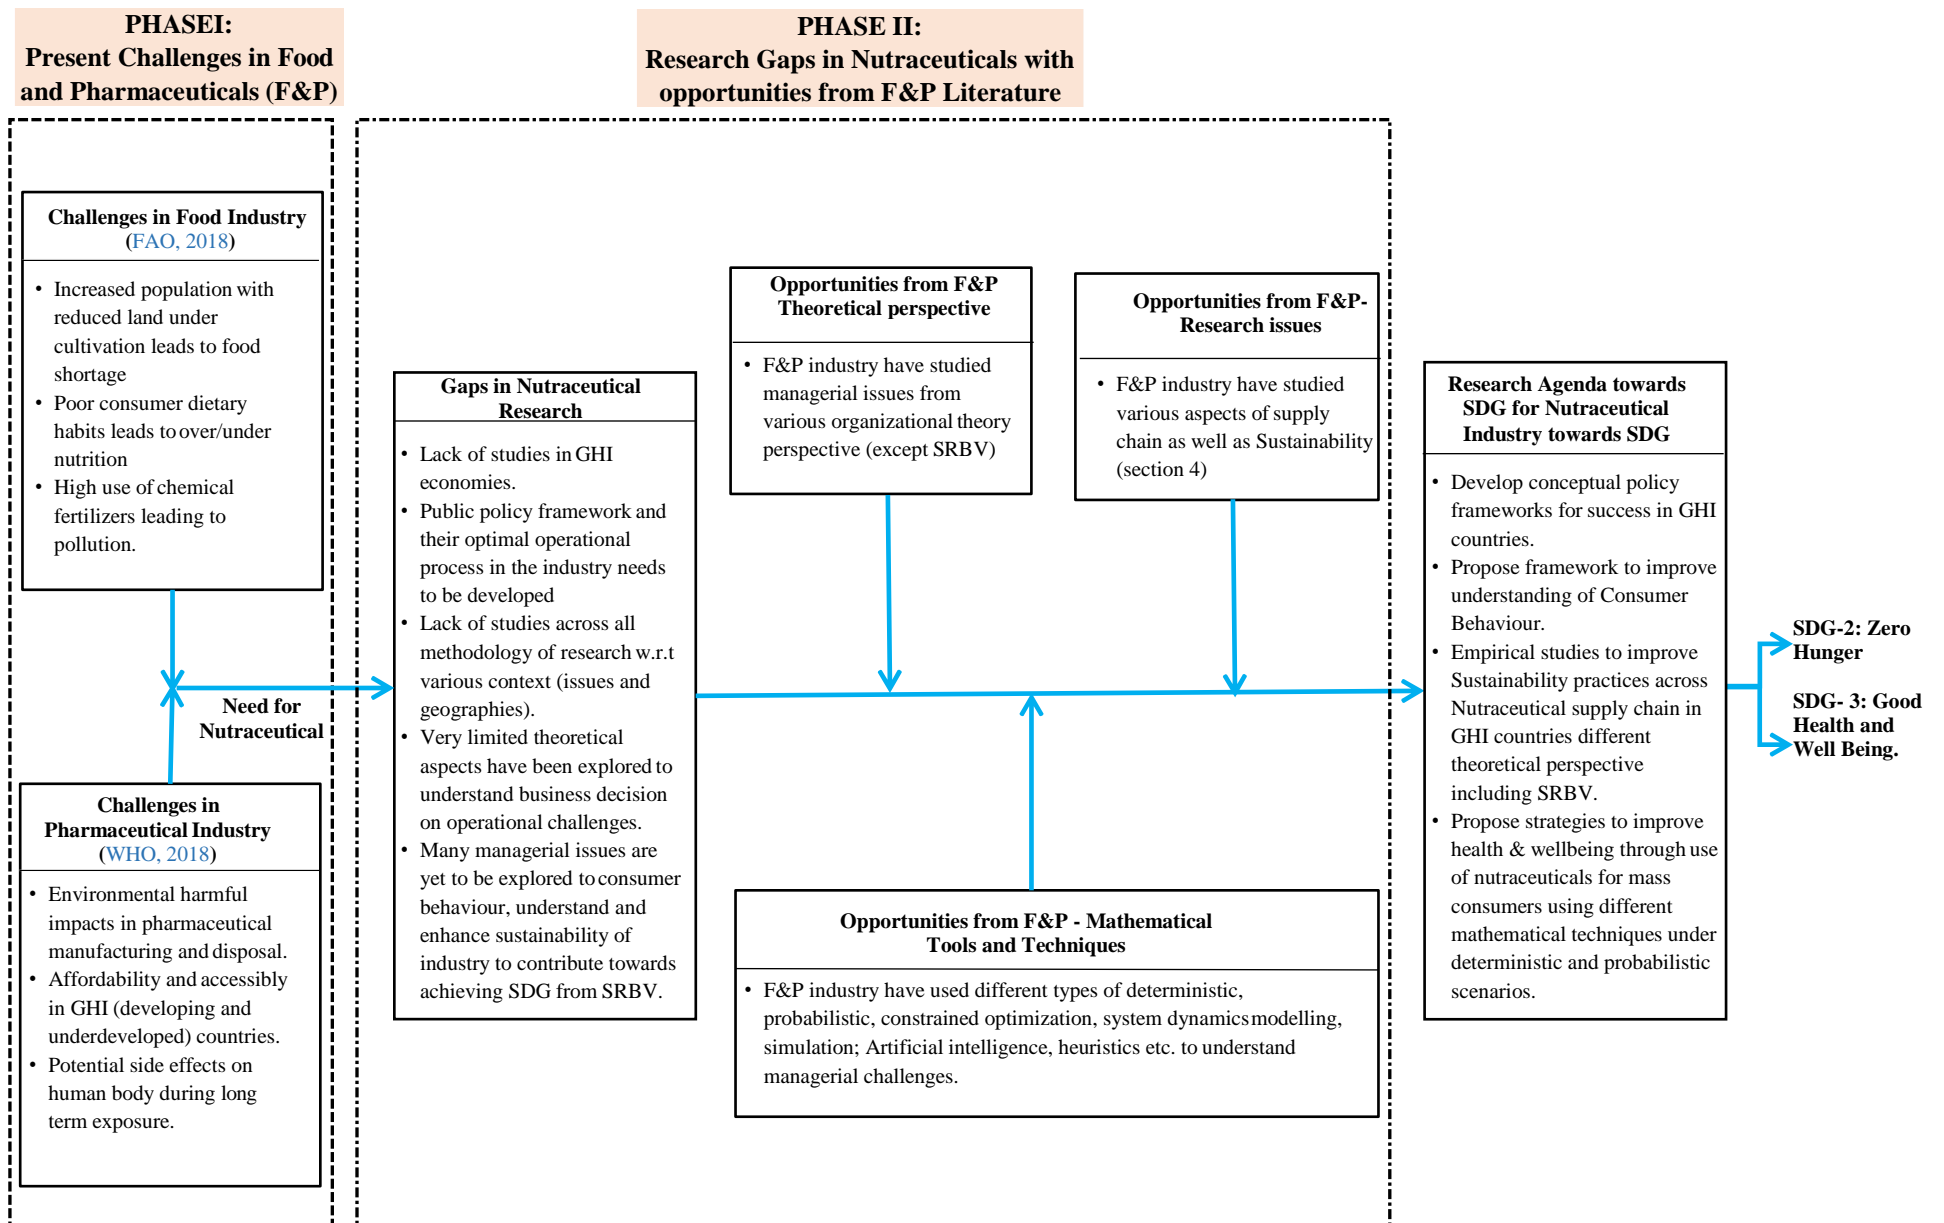 PHASEI:
Present Challenges in Food
and Pharmaceuticals (F&P)
PHASE II:
Research Gaps in Nutraceuticals with
opportunities from F&P Literature
Challenges in Food Industry
(FAO, 2018)
• Increased population with
reduced land under
cultivation leads to food
shortage
• Poor consumer dietary
habits leads to over/under
nutrition
• High use of chemical
fertilizers leading to
pollution.
Need for
Nutraceutical
Challenges in
Pharmaceutical Industry
(WHO, 2018)
• Environmental harmful
impacts in pharmaceutical
manufacturing and disposal.
• Affordability and accessibly
in GHI (developing and
underdeveloped) countries.
• Potential side effects on
human body during long
term exposure.
Gaps in Nutraceutical
Research
• Lack of studies in GHI
economies.
• Public policy framework and
their optimal operational
process in the industry needs
to be developed
• Lack of studies across all
methodology of research w.r.t
various context (issues and
geographies).
• Very limited theoretical
aspects have been explored to
understand business decision
on operational challenges.
• Many managerial issues are
yet to be explored to consumer
behaviour, understand and
enhance sustainability of
industry to contribute towards
achieving SDG from SRBV.
Opportunities from F&P
Theoretical perspective
• F&P industry have studied
managerial issues from
various organizational theory
perspective (except SRBV)
Opportunities from F&P-
Research issues
• F&P industry have studied
various aspects of supply
chain as well as Sustainability
(section 4)
Opportunities from F&P - Mathematical
Tools and Techniques
• F&P industry have used different types of deterministic,
probabilistic, constrained optimization, system dynamics modelling,
simulation; Artificial intelligence, heuristics etc. to understand
managerial challenges.
Research Agenda towards
SDG for Nutraceutical
Industry towards SDG
• Develop conceptual policy
frameworks for success in GHI
countries.
• Propose framework to improve
understanding of Consumer
Behaviour.
• Empirical studies to improve
Sustainability practices across
Nutraceutical supply chain in
GHI countries different
theoretical perspective
including SRBV.
• Propose strategies to improve
health & wellbeing through use
of nutraceuticals for mass
consumers using different
mathematical techniques under
deterministic and probabilistic
scenarios.
SDG-2: Zero
Hunger
SDG- 3: Good
Health and
Well Being.